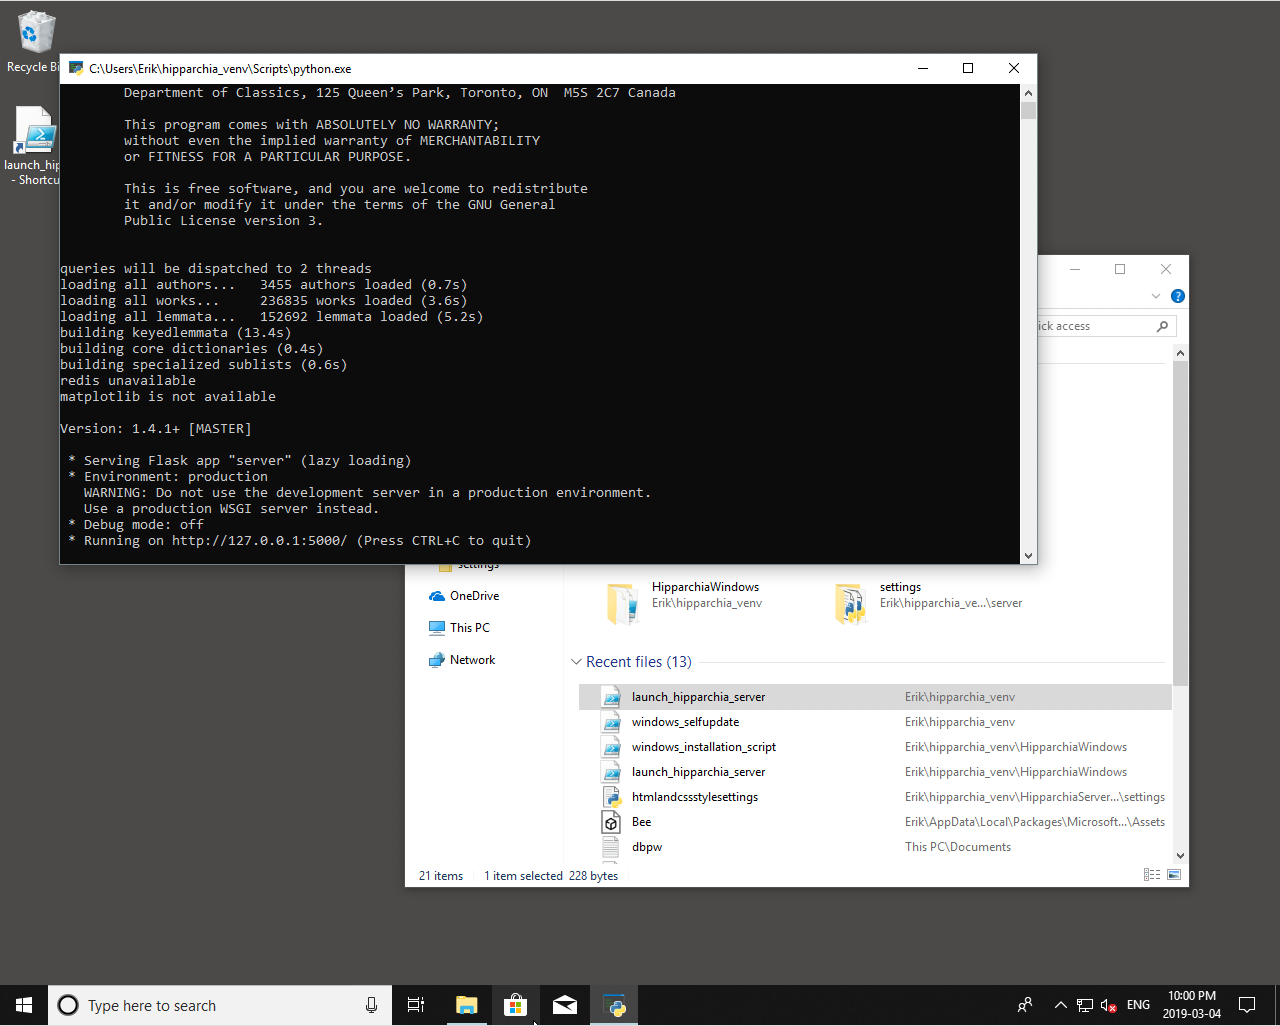 Recycle Bi
launch_hip
- Shortcu
C:\Users\Erik\hipparchia_venv\Scripts\python.exe
Department of Classics, 125 Queen’s Park, Toronto, ON  M5S 2C7 Canada
This program comes with ABSOLUTELY NO WARRANTY;
without even the implied warranty of MERCHANTABILITY
or FITNESS FOR A PARTICULAR PURPOSE.
This is free software, and you are welcome to redistribute
it and/or modify it under the terms of the GNU General
Public License version 3.
queries will be dispatched to 2 threads
loading all authors...   3455 authors loaded (0.7s)
loading all works...     236835 works loaded (3.6s)
loading all lemmata...   152692 lemmata loaded (5.2s)
building keyedlemmata (13.4s)
building core dictionaries (0.4s)
building specialized sublists (0.6s)
redis unavailable
matplotlib is not available
Version: 1.4.1+ [MASTER]
* Serving Flask app "server" (lazy loading)
* Environment: production
WARNING: Do not use the development server in a production environment.
Use a production WSGI server instead.
* Debug mode: off
* Running on http://127.0.0.1:5000/ (Press CTRL+C to quit)
ick access
settings
OneDrive
This PC
Network
HipparchiaWindows
Erik\hipparchia_venv
settings
Erik\hipparchia_ve...\server
Recent files (13)
launch_hipparchia_server Erik\hipparchia_venv
windows_selfupdate Erik\hipparchia_venv
windows_installation_script Erik\hipparchia_venv\HipparchiaWindows
launch_hipparchia_server Erik\hipparchia_venv\HipparchiaWindows
htmlandcssstylesettings Erik\hipparchia_venv\HipparchiaServer...\settings
Bee Erik\AppData\Local\Packages\Microsoft...\Assets
dbpw This PC\Documents
21 items 1 item selected 228 bytes
Type here to search
ENG
10:00 PM
2019-03-04